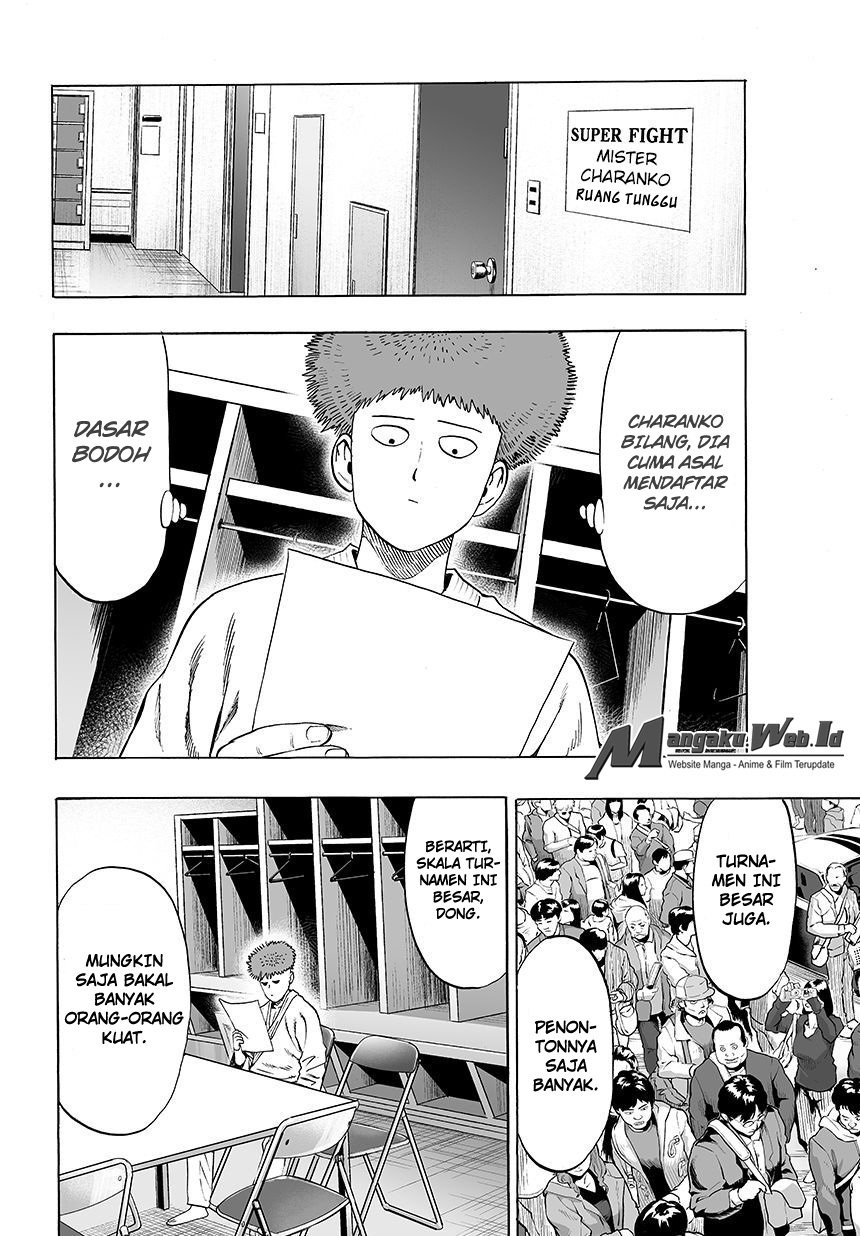 SUPER FIGHT
MISTER
CHARANKO
RUANG TUNGGU
CHARANKO
BILANG, DIA
CUMA ASAL
MENDAFTAR
SAJA...
DASAR
BODOH
...
Mangaku Web.Id
Website Manga - Anime & Film Terupdate
TURNA-
MEN INI
BESAR
JUGA.
PENON-
TONNYA
SAJA
BANYAK.
BERARTI,
SKALA TUR-
NAMEN INI
BESAR,
DONG.
MUNGKIN
SAJA BAKAL
BANYAK
ORANG-ORANG
KUAT.